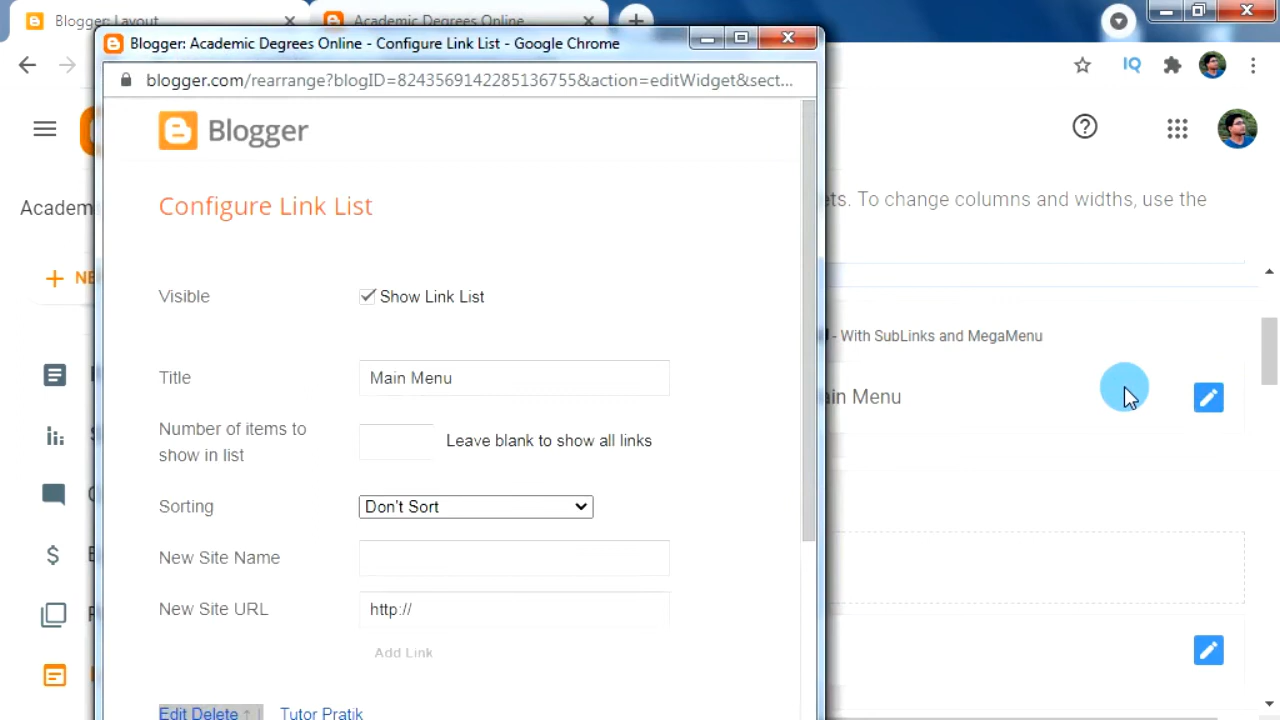 Blogger: Layout
Academic Degrees Online
Blogger: Academic Degrees Online - Configure Link List - Google Chrome
blogger.com/rearrange?blogID=8243569142285136755&action=editWidget&sect...
IQ
Blogger
Academ
Configure Link List
ets. To change columns and widths, use the
NE
Visible
Show Link List
- With SubLinks and MegaMenu
Title
Main Menu
ain Menu
Number of items to
show in list
Leave blank to show all links
Sorting
Don't Sort
New Site Name
New Site URL
http://
Add Link
Edit Delete ↑ |
Tutor Pratik